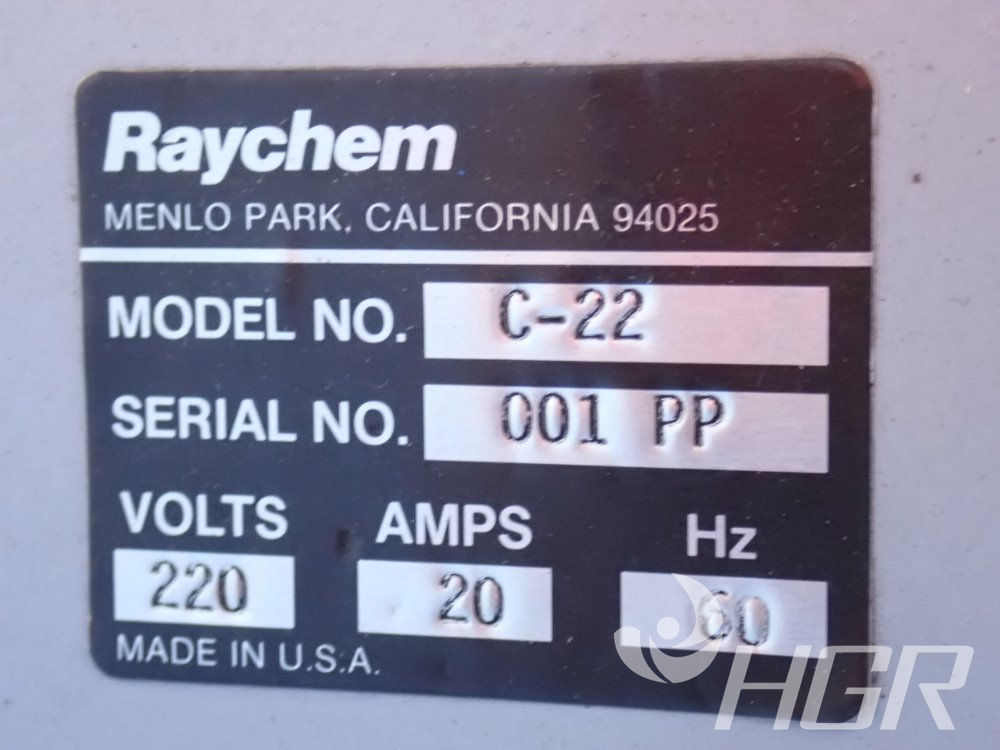 Raychem
MENLO PARK, CALIFORNIA 94025
MODEL NO. C-22
SERIAL NO. 001 PP
VOLTS AMPS Hz
220 20 60
MADE IN U.S.A.
HGR